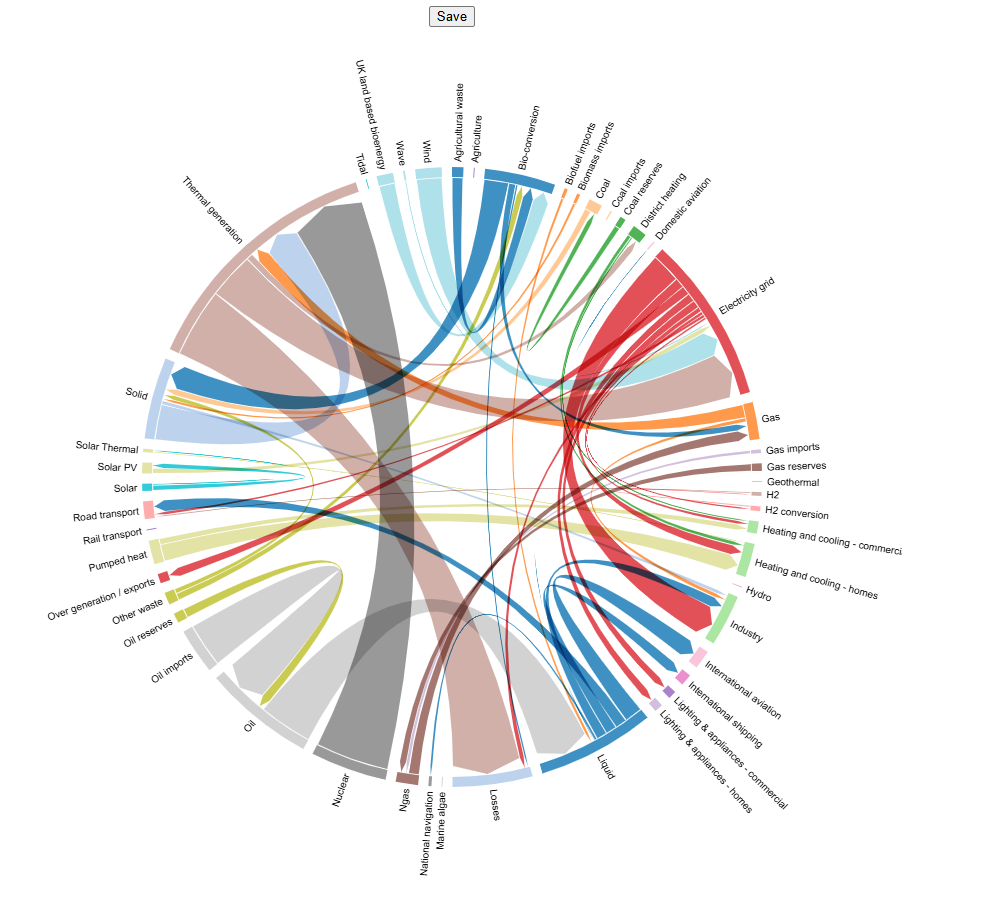 Save
Tidal
UK land based bioenergy
Wave
Wind
Agricultural waste
Agriculture
Bio-conversion
Biofuel imports
Biomass imports
Coal
Coal imports
Coal reserves
District heating
Domestic aviation
Electricity grid
Gas
Gas imports
Gas reserves
Geothermal
H2
H2 conversion
Heating and cooling - commerci
Heating and cooling - homes
Hydro
Industry
International aviation
International shipping
Lighting & appliances - commercial
Lighting & appliances - homes
Liquid
Losses
Marine algae
National navigation
Ngas
Nuclear
Oil
Oil imports
Oil reserves
Other waste
Over generation / exports
Pumped heat
Rail transport
Road transport
Solar
Solar PV
Solar Thermal
Solid
Thermal generation